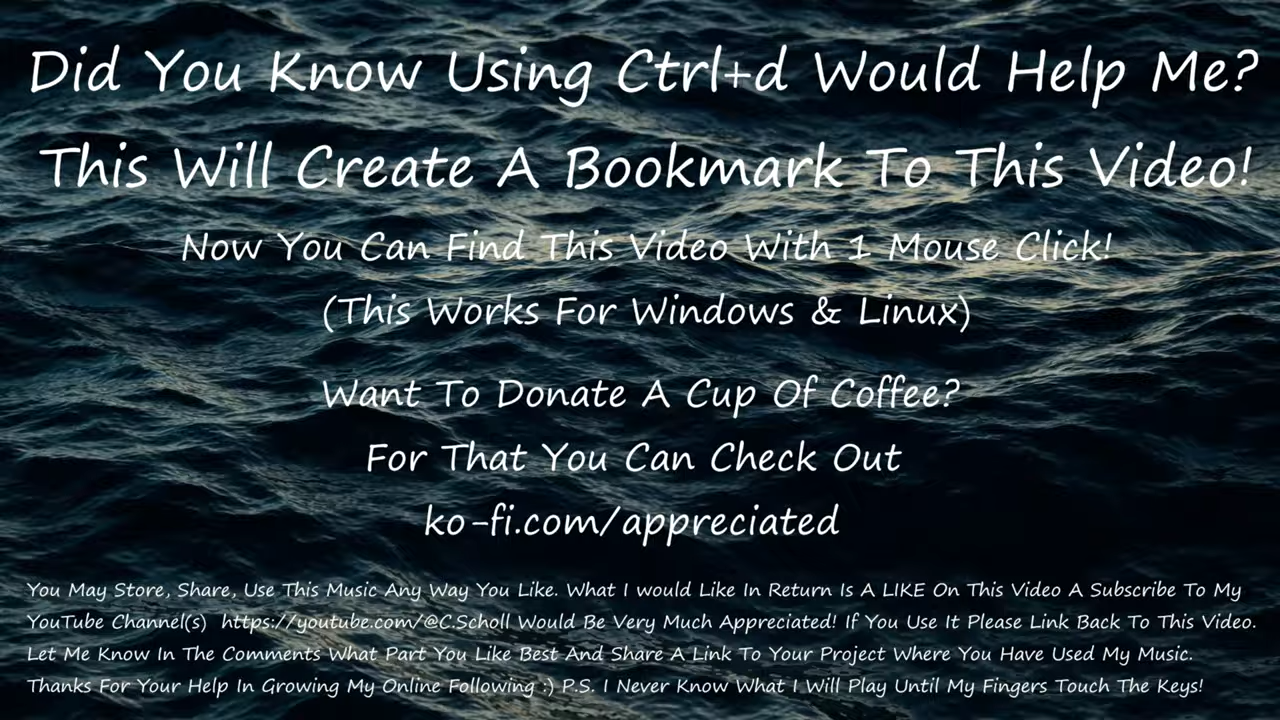 Did You Know Using Ctrl+d Would Help Me?
This Will Create A Bookmark To This Video!
Now You Can Find This Video With 1 Mouse Click!
(This Works For Windows & Linux)
Want To Donate A Cup Of Coffee?
For That You Can Check Out
ko-fi.com/appreciated
You May Store, Share, Use This Music Any Way You Like. What I would Like In Return Is A LIKE On This Video A Subscribe To My
YouTube Channel(s) https://youtube.com/@C.Scholl Would Be Very Much Appreciated! If You Use It Please Link Back To This Video.
Let Me Know In The Comments What Part You Like Best And Share A Link To Your Project Where You Have Used My Music.
Thanks For Your Help In Growing My Online Following :) P.S. I Never Know What I Will Play Until My Fingers Touch The Keys!